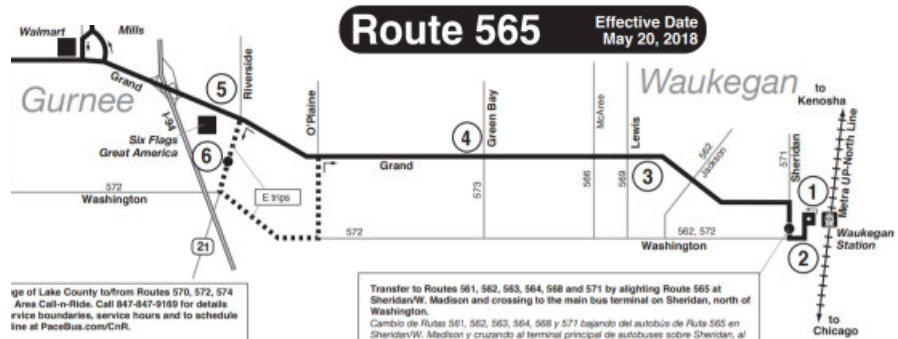 Route 565
Effective Date
May 20, 2018
Walmart
Mills
Grand
Gurnee
I-94
Six Flags
Great America
5
Riverside
6
E trips
572
Washington
21
O'Plaine
Grand
572
4
Green Bay
573
McAree
566
Lewis
569
3
Waukegan
562
Jackson
562, 572
Washington
571
Sheridan
1
2
to
Kenosha
Metra UP-North Line
Waukegan
Station
to
Chicago
ge of Lake County to/from Routes 570, 572, 574
Area Call-n-Ride. Call 847-847-9169 for details
rvice boundaries, service hours and to schedule
line at PaceBus.com/CnR.
Transfer to Routes 561, 562, 563, 564, 568 and 571 by alighting Route 565 at
Sheridan/W. Madison and crossing to the main bus terminal on Sheridan, north of
Washington.
Cambio de Rutas 561, 562, 563, 564, 568 y 571 bajando del autobús de Ruta 565 en
Sheridan/W. Madison y cruzando al terminal principal de autobuses sobre Sheridan, al